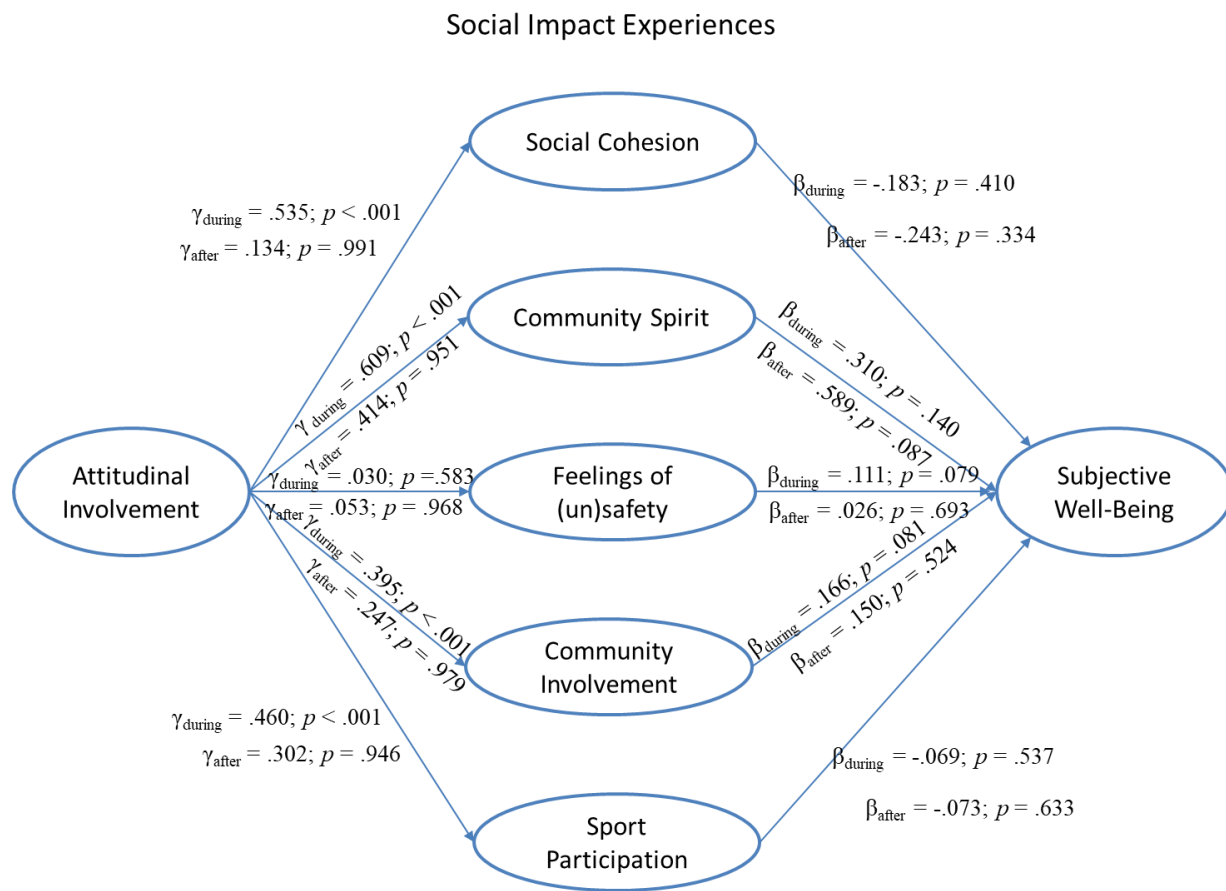 Social Impact Experiences
Social Cohesion
γduring = .535; p < .001
γafter = .134; p = .991
βduring = -.183; p = .410
βafter = -.243; p = .334
Community Spirit
γduring = .609; p < .001
γafter = .414; p = .951
βduring = .310; p = .140
βafter = .589; p = .087
Attitudinal
Involvement
γduring = .030; p =.583
γafter = .053; p = .968
Feelings of
(un)safety
βduring = .111; p = .079
βafter = .026; p = .693
Subjective
Well-Being
γduring = .395; p < .001
γafter = .247; p = .979
Community
Involvement
βduring = .166; p = .081
βafter = .150; p = .524
γduring = .460; p < .001
γafter = .302; p = .946
Sport
Participation
βduring = -.069; p = .537
βafter = -.073; p = .633